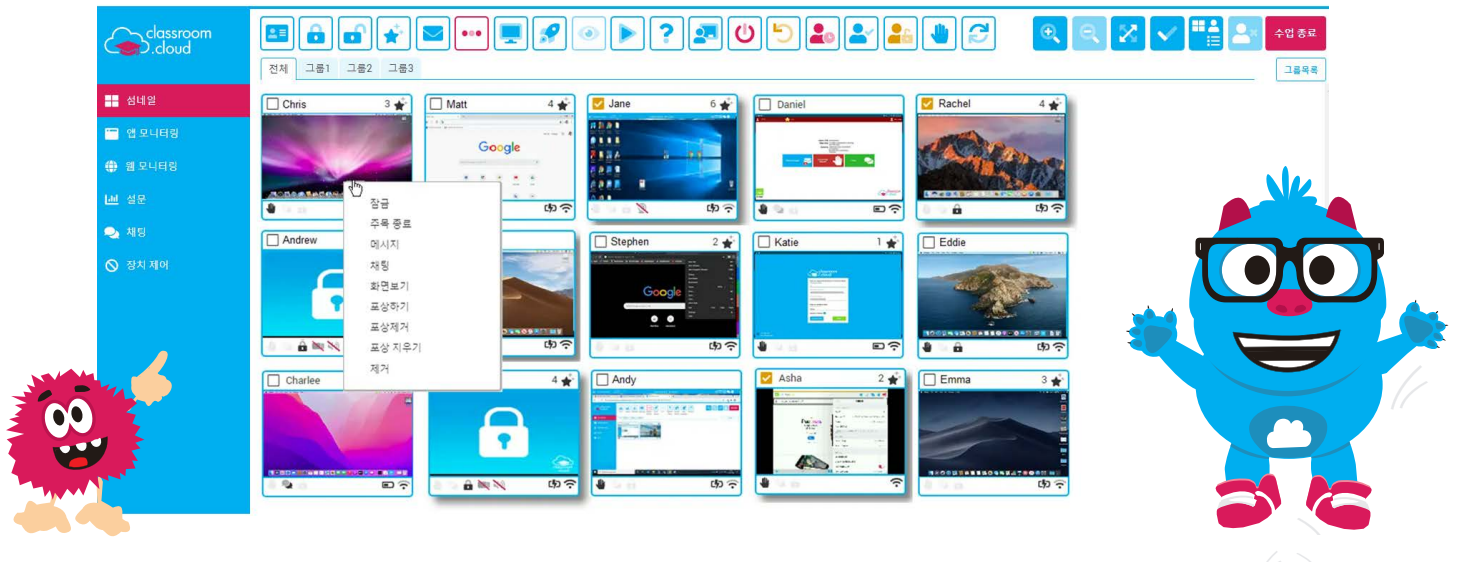 classroom
.cloud
수업 종료
전체 그룹1 그룹2 그룹3
그룹목록
섬네일
앱 모니터링
웹 모니터링
설문
채팅
장치 제어
Chris 3
Matt 4
Jane 6
Daniel
Rachel 4
Google
잠금
주목 종료
메시지
채팅
화면보기
포상하기
포상제거
포상 지우기
제거
Andrew
Stephen 2
Katie 1
Eddie
Google
Charlee
4
Andy
Asha 2
Emma 3